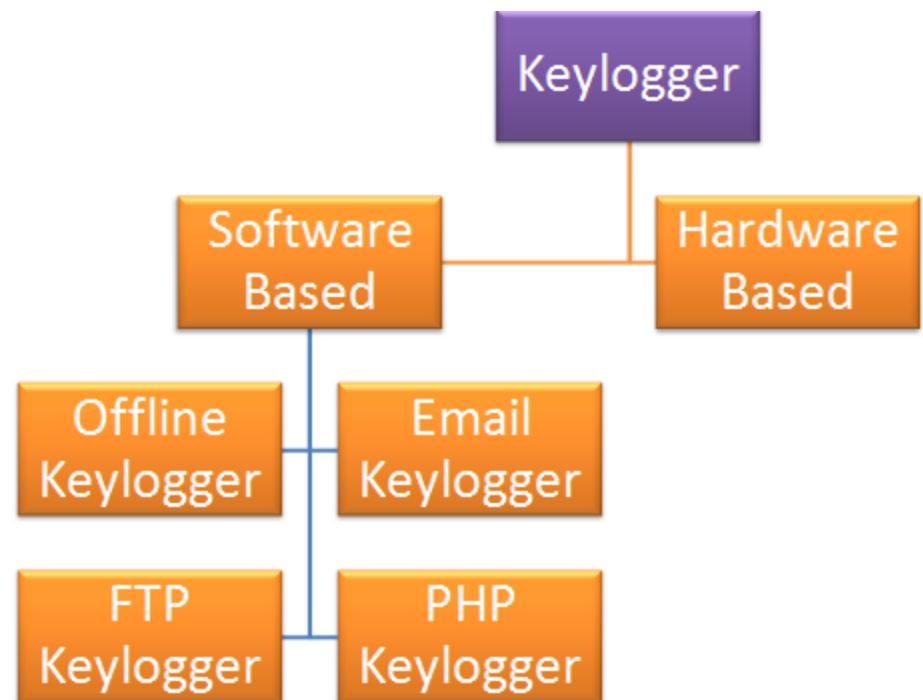 Keylogger
Software
Based
Hardware
Based
Offline
Keylogger
Email
Keylogger
FTP
Keylogger
PHP
Keylogger